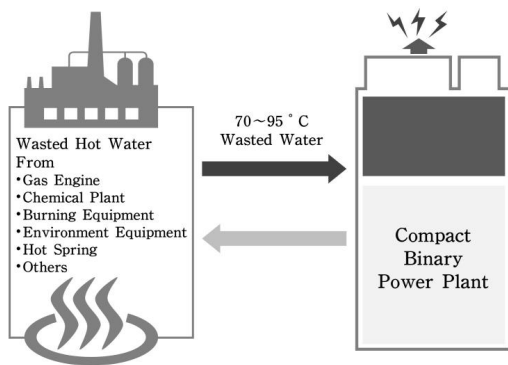 Wasted Hot Water
From
•Gas Engine
•Chemical Plant
•Burning Equipment
•Environment Equipment
•Hot Spring
•Others
70～95˚C
Wasted Water
Compact
Binary
Power Plant